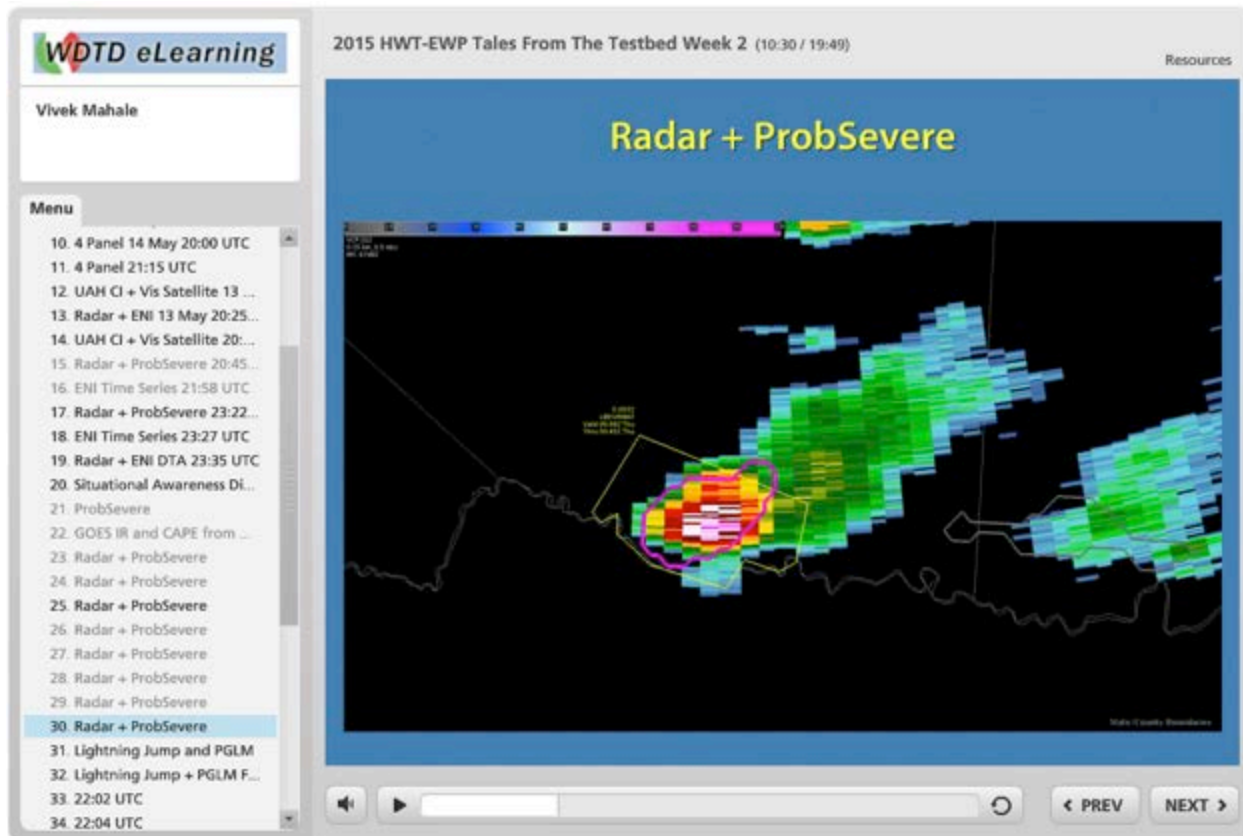 WDTD eLearning
2015 HWT-EWP Tales From The Testbed Week 2 (10:30 / 19:49)
Resources
Vivek Mahale
Menu
10. 4 Panel 14 May 20:00 UTC
11. 4 Panel 21:15 UTC
12. UAH CI + Vis Satellite 13 ...
13. Radar + ENI 13 May 20:25...
14. UAH CI + Vis Satellite 20:...
15. Radar + ProbSevere 20:45...
16. ENI Time Series 21:58 UTC
17. Radar + ProbSevere 23:22...
18. ENI Time Series 23:27 UTC
19. Radar + ENI DTA 23:35 UTC
20. Situational Awareness Di...
21. ProbSevere
22. GOES IR and CAPE from ...
23. Radar + ProbSevere
24. Radar + ProbSevere
25. Radar + ProbSevere
26. Radar + ProbSevere
27. Radar + ProbSevere
28. Radar + ProbSevere
29. Radar + ProbSevere
30. Radar + ProbSevere
31. Lightning Jump and PGLM
32. Lightning Jump + PGLM F...
33. 22:02 UTC
34. 22:04 UTC
Radar + ProbSevere
State County Boundaries
< PREV
NEXT >